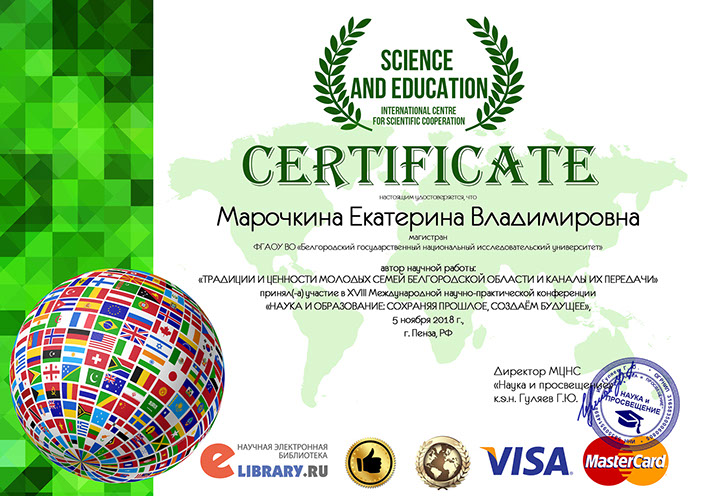 SCIENCE
AND EDUCATION
INTERNATIONAL CENTRE
FOR SCIENTIFIC COOPERATION
CERTIFICATE
настоящим удостоверяется, что
Марочкина Екатерина Владимировна
магистран
ФГАОУ ВО «Белгородский государственный национальный исследовательский университет»
автор научной работы:
«ТРАДИЦИИ И ЦЕННОСТИ МОЛОДЫХ СЕМЕЙ БЕЛГОРОДСКОЙ ОБЛАСТИ И КАНАЛЫ ИХ ПЕРЕДАЧИ»
принял(-а) участие в XVIII Международной научно-практической конференции
«НАУКА И ОБРАЗОВАНИЕ: СОХРАНЯЯ ПРОШЛОЕ, СОЗДАЁМ БУДУЩЕЕ»,
5 ноября 2018 г.,
г. Пенза, РФ
Директор МЦНС
«Наука и просвещение»
к.э.н. Гуляев Г.Ю.
НАУКА и
ПРОСВЕЩЕНИЕ
НАУЧНАЯ ЭЛЕКТРОННАЯ
БИБЛИОТЕКА
eLIBRARY.RU
VISA
MasterCard